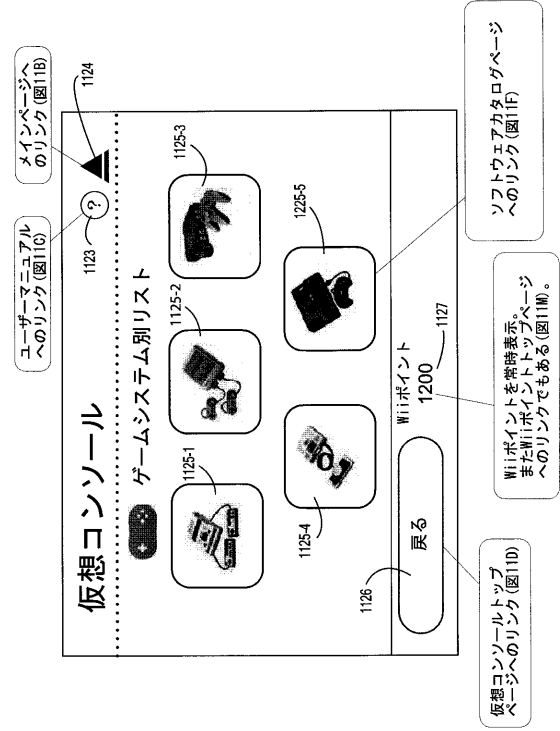 ユーザーマニュアル
へのリンク(図11C)
メインページへ
のリンク(図11B)
1123
?
1124
仮想コンソール
ゲームシステム別リスト
1125-1
1125-2
1125-3
1125-4
1225-5
1126
戻る
Wiiポイント
1200
1127
仮想コンソールトップ
ページへのリンク(図11D)
Wiiポイントを常時表示。
またWiiポイントトップページ
へのリンクでもある(図11M)。
ソフトウェアカタログページ
へのリンク(図11F)